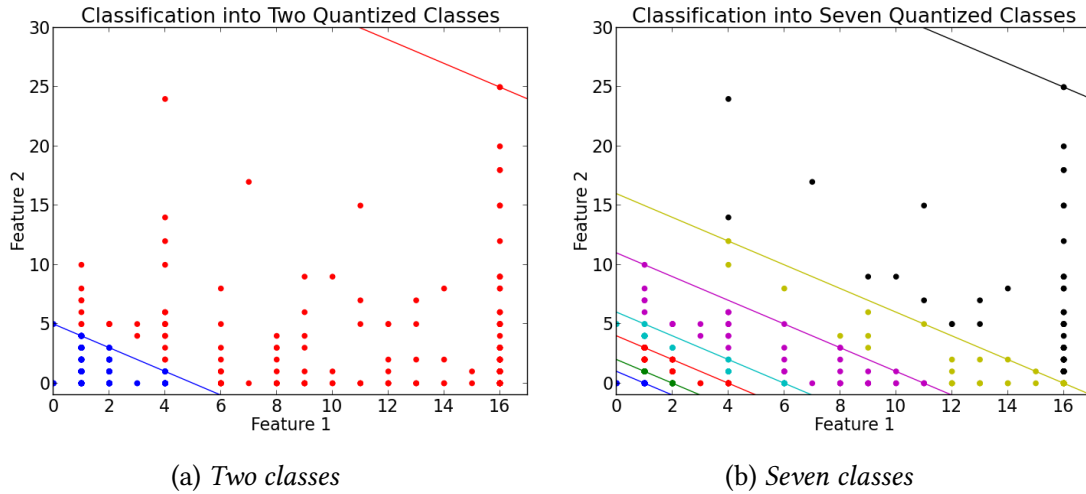 Classification into Two Quantized Classes
30
25
20
15
10
5
0
Feature 2
0 2 4 6 8 10 12 14 16
Feature 1
(a) Two classes
Classification into Seven Quantized Classes
30
25
20
15
10
5
0
Feature 2
0 2 4 6 8 10 12 14 16
Feature 1
(b) Seven classes